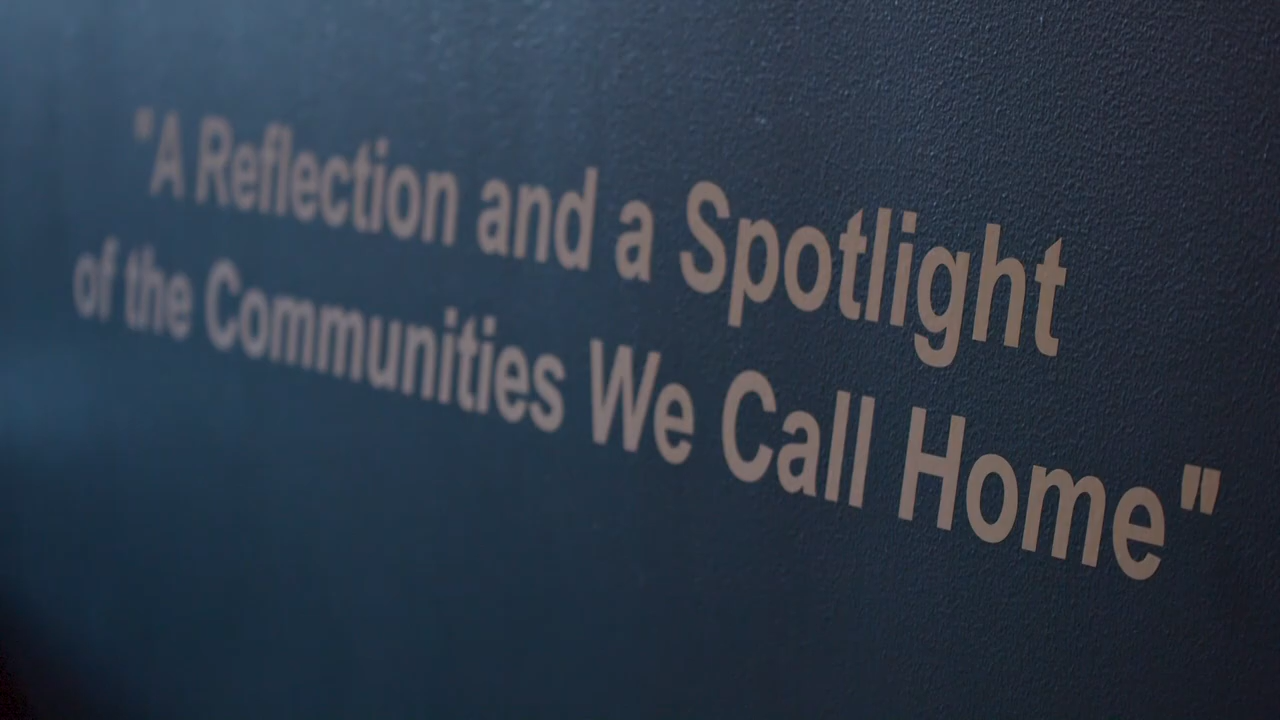 "A Reflection and a Spotlight
of the Communities We Call Home"